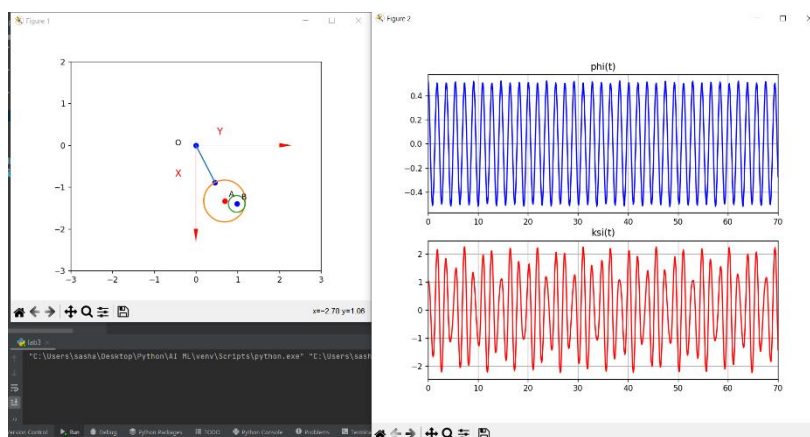 Figure 1
2
1
0
−1
−2
−3
−3
−2
−1
0
1
2
3
O
Y
X
A
B
x=-2.78 y=1.06
lab3
"C:\Users\sasha\Desktop\Python\AI ML\venv\Scripts\python.exe" "C:\Users\sash
ersion Control
Run
Debug
Python Packages
TODO
Python Console
Problems
Termina
Figure 2
phi(t)
0.4
0.2
0.0
−0.2
−0.4
0
10
20
30
40
50
60
70
ksi(t)
2
1
0
−1
−2
0
10
20
30
40
50
60
70